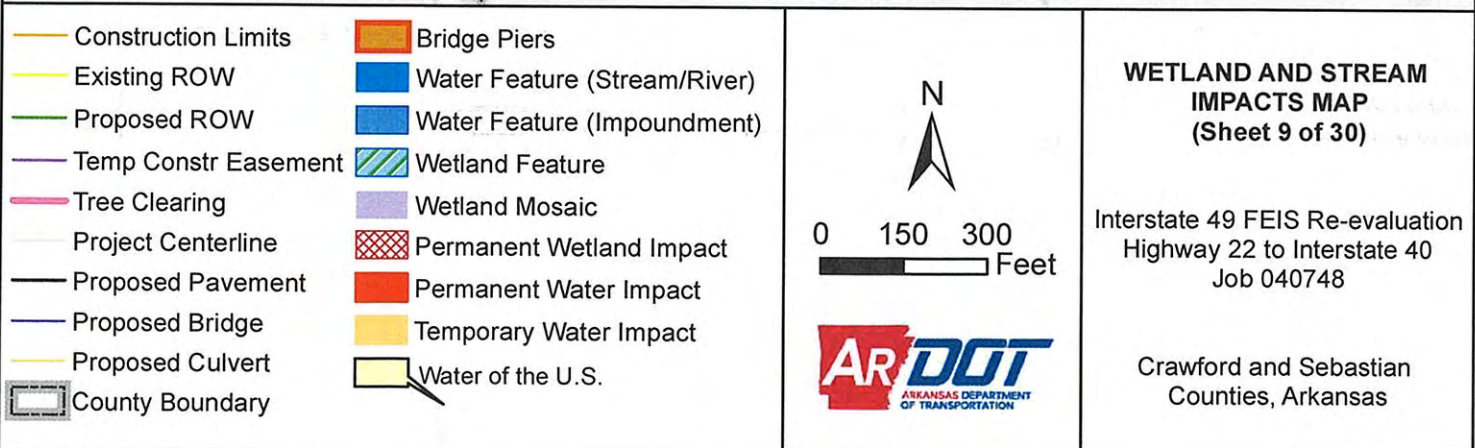 Construction Limits
Existing ROW
Proposed ROW
Temp Constr Easement
Tree Clearing
Project Centerline
Proposed Pavement
Proposed Bridge
Proposed Culvert
County Boundary
Bridge Piers
Water Feature (Stream/River)
Water Feature (Impoundment)
Wetland Feature
Wetland Mosaic
Permanent Wetland Impact
Permanent Water Impact
Temporary Water Impact
Water of the U.S.
N
0 150 300
Feet
ARDOT
ARKANSAS DEPARTMENT
OF TRANSPORTATION
WETLAND AND STREAM
IMPACTS MAP
(Sheet 9 of 30)
Interstate 49 FEIS Re-evaluation
Highway 22 to Interstate 40
Job 040748
Crawford and Sebastian
Counties, Arkansas